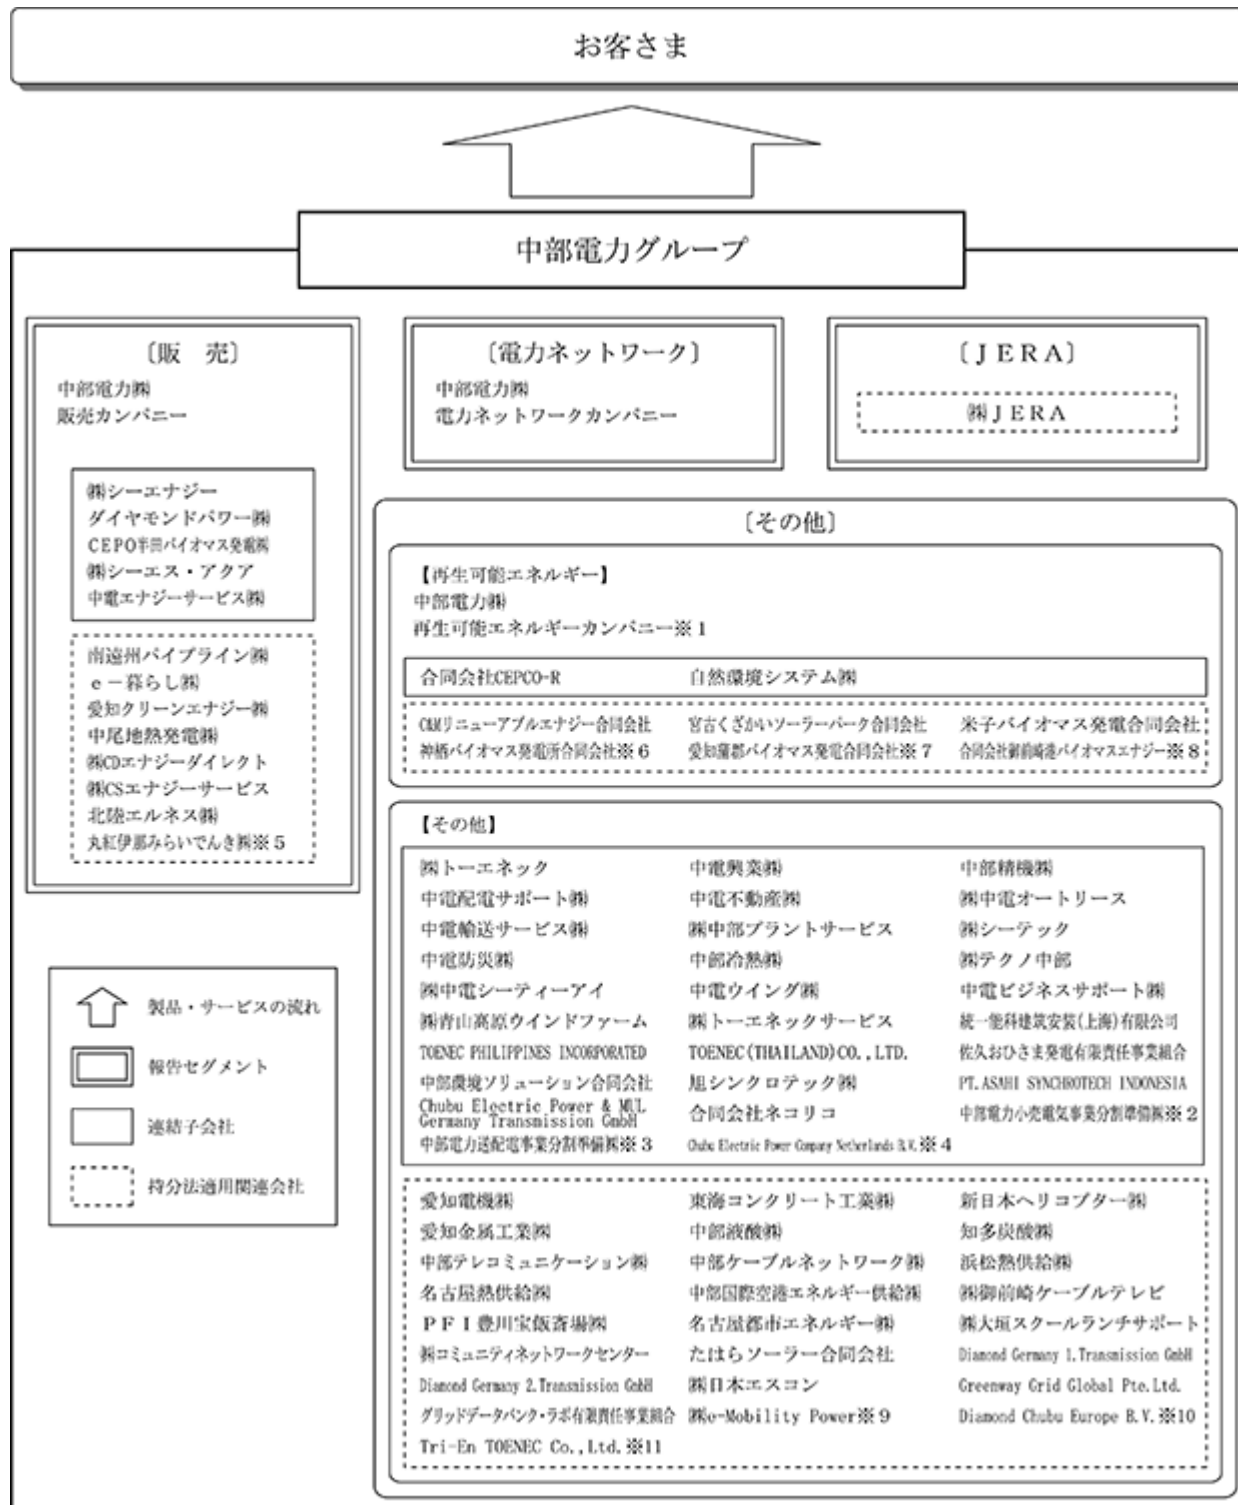 お客さま
中部電力グループ
〔販　売〕
中部電力㈱
販売カンパニー
㈱シーエナジー
ダイヤモンドパワー㈱
CEPO半田バイオマス発電㈱
㈱シーエス・アクア
中電エナジーサービス㈱
南遠州パイプライン㈱
e－暮らし㈱
愛知クリーンエナジー㈱
中尾地熱発電㈱
㈱CDエナジーダイレクト
㈱CSエナジーサービス
北陸エルネス㈱
丸紅伊那みらいでんき㈱※5
〔電力ネットワーク〕
中部電力㈱
電力ネットワークカンパニー
〔ＪＥＲＡ〕
㈱ＪＥＲＡ
〔その他〕
【再生可能エネルギー】
中部電力㈱
再生可能エネルギーカンパニー※1
合同会社CEPCO-R　自然環境システム㈱
C&Mリニューアブルエナジー合同会社　宮古くざかいソーラーパーク合同会社　米子バイオマス発電合同会社
神栖バイオマス発電所合同会社※6　愛知蒲郡バイオマス発電合同会社※7　合同会社御前崎港バイオマスエナジー※8
【その他】
㈱トーエネック　中電興業㈱　中部精機㈱
中電配電サポート㈱　中電不動産㈱　㈱中電オートリース
中電輸送サービス㈱　㈱中部プラントサービス　㈱シーテック
中電防災㈱　中部冷熱㈱　㈱テクノ中部
㈱中電シーティーアイ　中電ウイング㈱　中電ビジネスサポート㈱
㈱青山高原ウインドファーム　㈱トーエネックサービス　統一能科建筑安装(上海)有限公司
TOENEC PHILIPPINES INCORPORATED　TOENEC(THAILAND)CO.,LTD.　佐久おひさま発電有限責任事業組合
中部環境ソリューション合同会社　旭シンクロテック㈱　PT.ASAHI SYNCHROTECH INDONESIA
Chubu Electric Power & MUL
Germany Transmission GmbH　合同会社ネコリコ　中部電力小売電気事業分割準備㈱※2
中部電力送配電事業分割準備㈱※3　Chubu Electric Power Company Netherlands B.V.※4
愛知電機㈱　東海コンクリート工業㈱　新日本ヘリコプター㈱
愛知金属工業㈱　中部液酸㈱　知多炭酸㈱
中部テレコミュニケーション㈱　中部ケーブルネットワーク㈱　浜松熱供給㈱
名古屋熱供給㈱　中部国際空港エネルギー供給㈱　㈱御前崎ケーブルテレビ
ＰＦＩ豊川宝飯斎場㈱　名古屋都市エネルギー㈱　㈱大垣スクールランチサポート
㈱コミュニティネットワークセンター　たはらソーラー合同会社　Diamond Germany 1.Transmission GmbH
Diamond Germany 2.Transmission GmbH　㈱日本エスコン　Greenway Grid Global Pte.Ltd.
グリッドデータバンク・ラボ有限責任事業組合　㈱e-Mobility Power※9　Diamond Chubu Europe B.V.※10
Tri-En TOENEC Co.,Ltd.※11
製品・サービスの流れ
報告セグメント
連結子会社
持分法適用関連会社